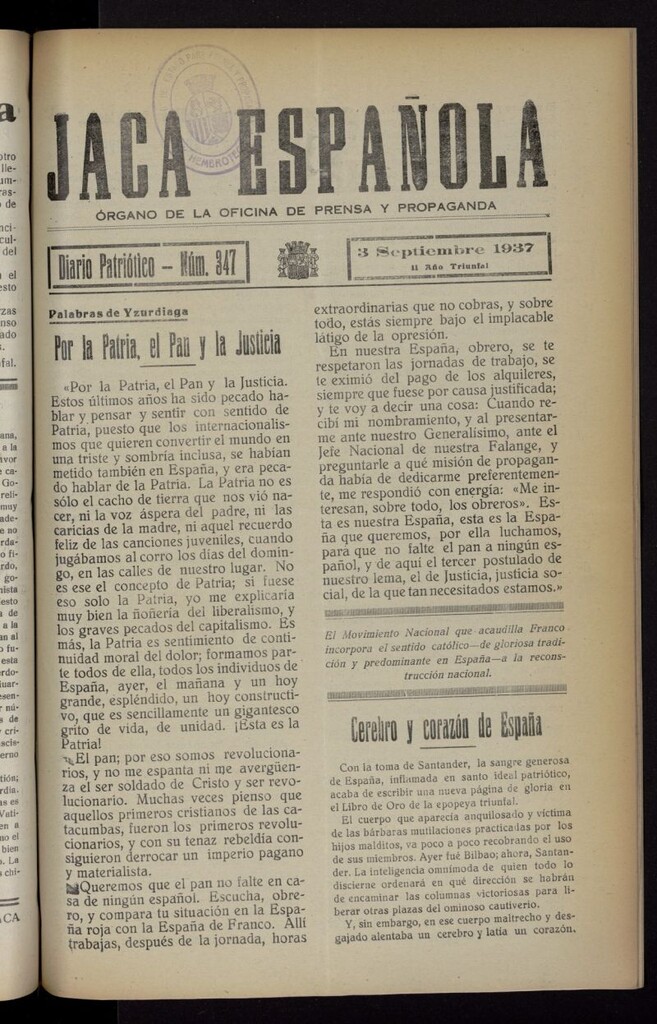 JACA ESPAÑOLA
ÓRGANO DE LA OFICINA DE PRENSA Y PROPAGANDA
Diario Patriótico — Núm. 347
3 Septiembre 1937
II Año Triunfal
Palabras de Yzurdiaga
Por la Patria, el Pan y la Justicia
«Por la Patria, el Pan y la Justicia.
Estos últimos años ha sido pecado ha-
blar y pensar y sentir con sentido de
Patria, puesto que los internacionalis-
mos que quieren convertir el mundo en
una triste y sombría inclusa, se habían
metido también en España, y era peca-
do hablar de la Patria. La Patria no es
sólo el cacho de tierra que nos vió na-
cer, ni la voz áspera del padre, ni las
caricias de la madre, ni aquel recuerdo
feliz de las canciones juveniles, cuando
jugábamos al corro los días del domin-
go, en las calles de nuestro lugar. No
es ese el concepto de Patria; si fuese
eso solo la Patria, yo me explicaría
muy bien la ñoñería del liberalismo, y
los graves pecados del capitalismo. Es
más, la Patria es sentimiento de conti-
nuidad moral del dolor; formamos par-
te todos de ella, todos los individuos de
España, ayer, el mañana y un hoy
grande, espléndido, un hoy constructi-
vo, que es sencillamente un gigantesco
grito de vida, de unidad. ¡Esta es la
Patria!
El pan; por eso somos revoluciona-
rios, y no me espanta ni me avergüen-
za el ser soldado de Cristo y ser revo-
lucionario. Muchas veces pienso que
aquellos primeros cristianos de las ca-
tacumbas, fueron los primeros revolu-
cionarios, y con su tenaz rebeldía con-
siguieron derrocar un imperio pagano
y materialista.
Queremos que el pan no falte en ca-
sa de ningún español. Escucha, obre-
ro, y compara tu situación en la Espa-
ña roja con la España de Franco. Allí
trabajas, después de la jornada, horas
extraordinarias que no cobras, y sobre
todo, estás siempre bajo el implacable
látigo de la opresión.
En nuestra España, obrero, se te
respetaron las jornadas de trabajo, se
te eximió del pago de los alquileres,
siempre que fuese por causa justificada;
y te voy a decir una cosa: Cuando re-
cibí mi nombramiento, y al presentar-
me ante nuestro Generalísimo, ante el
Jefe Nacional de nuestra Falange, y
preguntarle a qué misión de propagan-
da había de dedicarme preferentemen-
te, me respondió con energía: «Me in-
teresan, sobre todo, los obreros». Es-
ta es nuestra España, esta es la Espa-
ña que queremos, por ella luchamos,
para que no falte el pan a ningún es-
pañol, y de aquí el tercer postulado de
nuestro lema, el de Justicia, justicia so-
cial, de la que tan necesitados estamos.»
El Movimiento Nacional que acaudilla Franco
incorpora el sentido católico—de gloriosa tradi-
ción y predominante en España—a la recons-
trucción nacional.
Cerebro y corazón de España
Con la toma de Santander, la sangre generosa
de España, inflamada en santo ideal patriótico,
acaba de escribir una nueva página de gloria en
el Libro de Oro de la epopeya triunfal.
El cuerpo que aparecía anquilosado y víctima
de las bárbaras mutilaciones practicadas por los
hijos malditos, va poco a poco recobrando el uso
de sus miembros. Ayer fué Bilbao; ahora, Santan-
der. La inteligencia omnímoda de quien todo lo
discierne ordenará en qué dirección se habrán
de encaminar las columnas victoriosas para li-
berar otras plazas del ominoso cautiverio.
Y, sin embargo, en ese cuerpo maltrecho y des-
gajado alentaba un cerebro y latía un corazón.